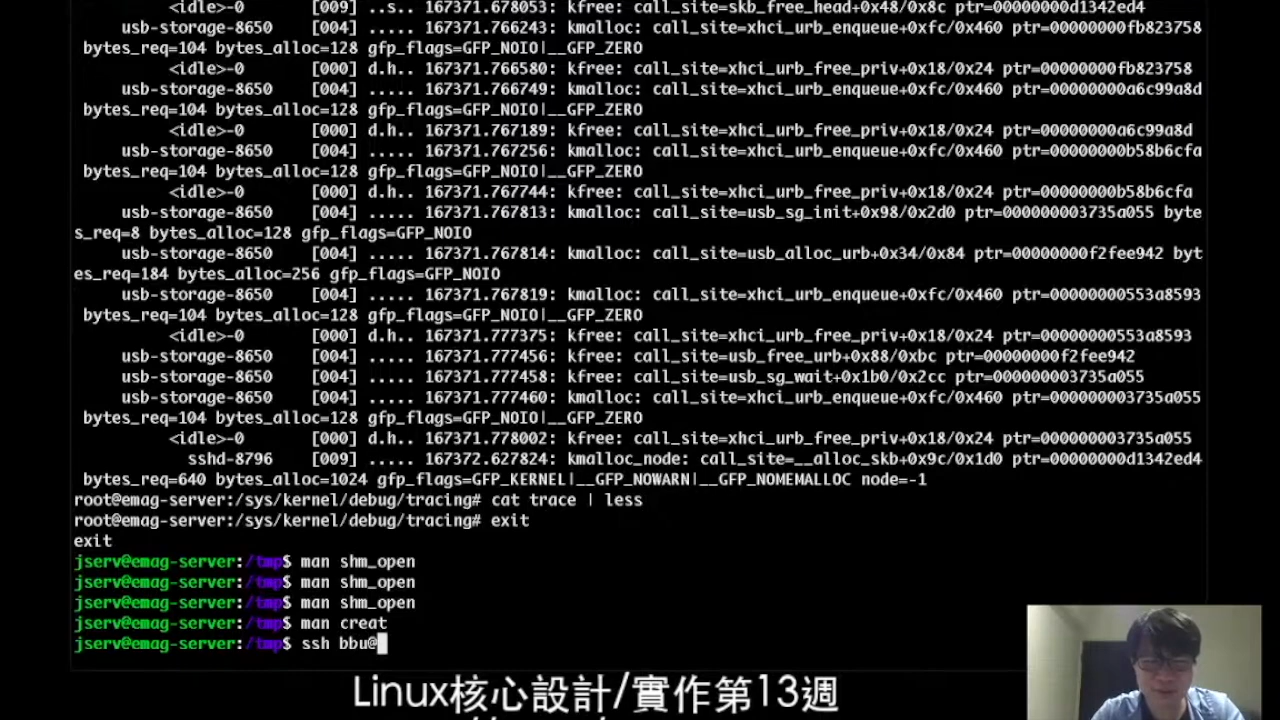 <idle>-0 [009] ..s.. 167371.678053: kfree: call_site=skb_free_head+0x48/0x8c ptr=00000000d1342ed4
usb-storage-8650 [004] ..... 167371.766243: kmalloc: call_site=xhci_urb_enqueue+0xfc/0x460 ptr=00000000fb823758
bytes_req=104 bytes_alloc=128 gfp_flags=GFP_NOIO|__GFP_ZERO
<idle>-0 [000] d.h.. 167371.766580: kfree: call_site=xhci_urb_free_priv+0x18/0x24 ptr=00000000fb823758
usb-storage-8650 [004] ..... 167371.766749: kmalloc: call_site=xhci_urb_enqueue+0xfc/0x460 ptr=00000000a6c99a8d
bytes_req=104 bytes_alloc=128 gfp_flags=GFP_NOIO|__GFP_ZERO
<idle>-0 [000] d.h.. 167371.767189: kfree: call_site=xhci_urb_free_priv+0x18/0x24 ptr=00000000a6c99a8d
usb-storage-8650 [004] ..... 167371.767256: kmalloc: call_site=xhci_urb_enqueue+0xfc/0x460 ptr=00000000b58b6cfa
bytes_req=104 bytes_alloc=128 gfp_flags=GFP_NOIO|__GFP_ZERO
<idle>-0 [000] d.h.. 167371.767744: kfree: call_site=xhci_urb_free_priv+0x18/0x24 ptr=00000000b58b6cfa
usb-storage-8650 [004] ..... 167371.767813: kmalloc: call_site=usb_sg_init+0x98/0x2d0 ptr=000000003735a055 byte
s_req=8 bytes_alloc=128 gfp_flags=GFP_NOIO
usb-storage-8650 [004] ..... 167371.767814: kmalloc: call_site=usb_alloc_urb+0x34/0x84 ptr=00000000f2fee942 byt
es_req=184 bytes_alloc=256 gfp_flags=GFP_NOIO
usb-storage-8650 [004] ..... 167371.767819: kmalloc: call_site=xhci_urb_enqueue+0xfc/0x460 ptr=00000000553a8593
bytes_req=104 bytes_alloc=128 gfp_flags=GFP_NOIO|__GFP_ZERO
<idle>-0 [000] d.h.. 167371.777375: kfree: call_site=xhci_urb_free_priv+0x18/0x24 ptr=00000000553a8593
usb-storage-8650 [004] ..... 167371.777456: kfree: call_site=usb_free_urb+0x88/0xbc ptr=00000000f2fee942
usb-storage-8650 [004] ..... 167371.777458: kfree: call_site=usb_sg_wait+0x1b0/0x2cc ptr=000000003735a055
usb-storage-8650 [004] ..... 167371.777460: kmalloc: call_site=xhci_urb_enqueue+0xfc/0x460 ptr=000000003735a055
bytes_req=104 bytes_alloc=128 gfp_flags=GFP_NOIO|__GFP_ZERO
<idle>-0 [000] d.h.. 167371.778002: kfree: call_site=xhci_urb_free_priv+0x18/0x24 ptr=000000003735a055
sshd-8796 [009] ..... 167372.627824: kmalloc_node: call_site=__alloc_skb+0x9c/0x1d0 ptr=00000000d1342ed4
bytes_req=640 bytes_alloc=1024 gfp_flags=GFP_KERNEL|__GFP_NOWARN|__GFP_NOMEMALLOC node=-1
root@emag-server:/sys/kernel/debug/tracing# cat trace | less
root@emag-server:/sys/kernel/debug/tracing# exit
exit
jserv@emag-server:/tmp$ man shm_open
jserv@emag-server:/tmp$ man shm_open
jserv@emag-server:/tmp$ man shm_open
jserv@emag-server:/tmp$ man creat
jserv@emag-server:/tmp$ ssh bbu@
Linux核心設計/實作第13週